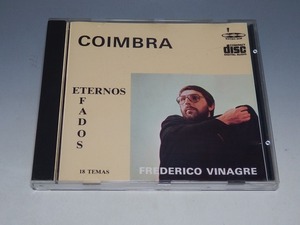 COIMBRA
disc
ETERNOS
FADOS
18 TEMAS
FREDERICO VINAGRE